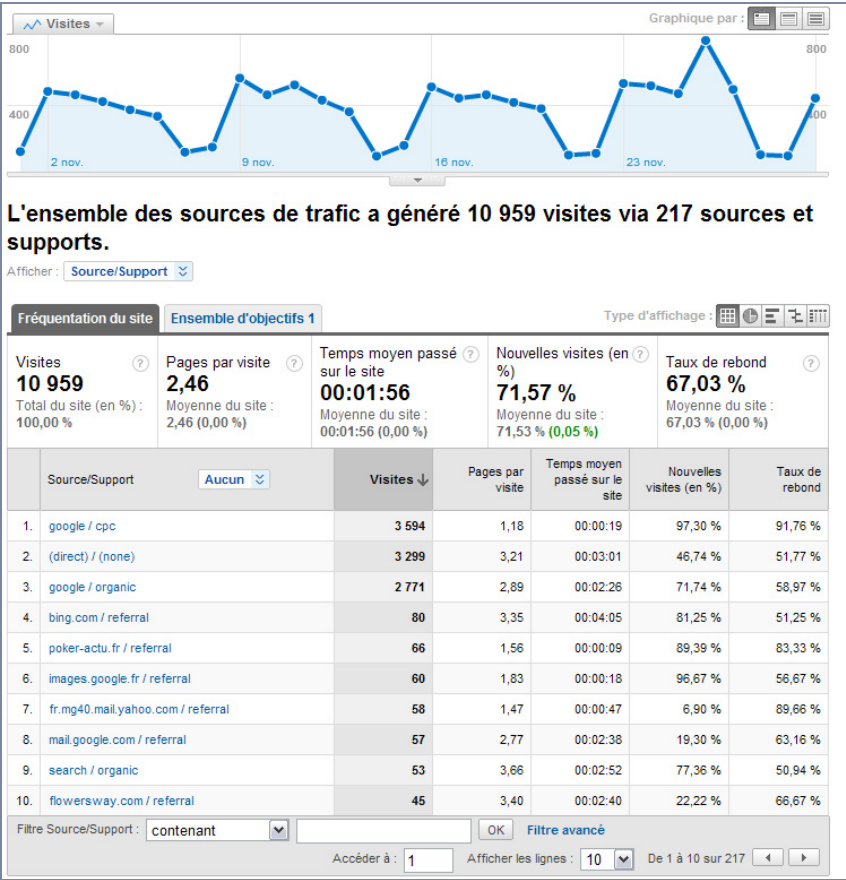 Visites
Graphique par :
800 800
400 400
2 nov. 9 nov. 16 nov. 23 nov.
L'ensemble des sources de trafic a généré 10 959 visites via 217 sources et
supports.
Afficher : Source/Support
Fréquentation du site Ensemble d'objectifs 1 Type d'affichage :
Visites ?
10 959
Total du site (en %) :
100,00 %
Pages par visite ?
2,46
Moyenne du site :
2,46 (0,00 %)
Temps moyen passé ?
sur le site
00:01:56
Moyenne du site :
00:01:56 (0,00 %)
Nouvelles visites (en ?
%)
71,57 %
Moyenne du site :
71,53 % (0,05 %)
Taux de rebond ?
67,03 %
Moyenne du site :
67,03 % (0,00 %)
Source/Support Aucun Visites Pages par visite Temps moyen passé sur le site Nouvelles visites (en %) Taux de rebond
1. google / cpc 3 594 1,18 00:00:19 97,30 % 91,76 %
2. (direct) / (none) 3 299 3,21 00:03:01 46,74 % 51,77 %
3. google / organic 2 771 2,89 00:02:26 71,74 % 58,97 %
4. bing.com / referral 80 3,35 00:04:05 81,25 % 51,25 %
5. poker-actu.fr / referral 66 1,56 00:00:09 89,39 % 83,33 %
6. images.google.fr / referral 60 1,83 00:00:18 96,67 % 56,67 %
7. fr.mg40.mail.yahoo.com / referral 58 1,47 00:00:47 6,90 % 89,66 %
8. mail.google.com / referral 57 2,77 00:02:38 19,30 % 63,16 %
9. search / organic 53 3,66 00:02:52 77,36 % 50,94 %
10. flowersway.com / referral 45 3,40 00:02:40 22,22 % 66,67 %
Filtre Source/Support : contenant OK Filtre avancé
Accéder à : 1 Afficher les lignes : 10 De 1 à 10 sur 217